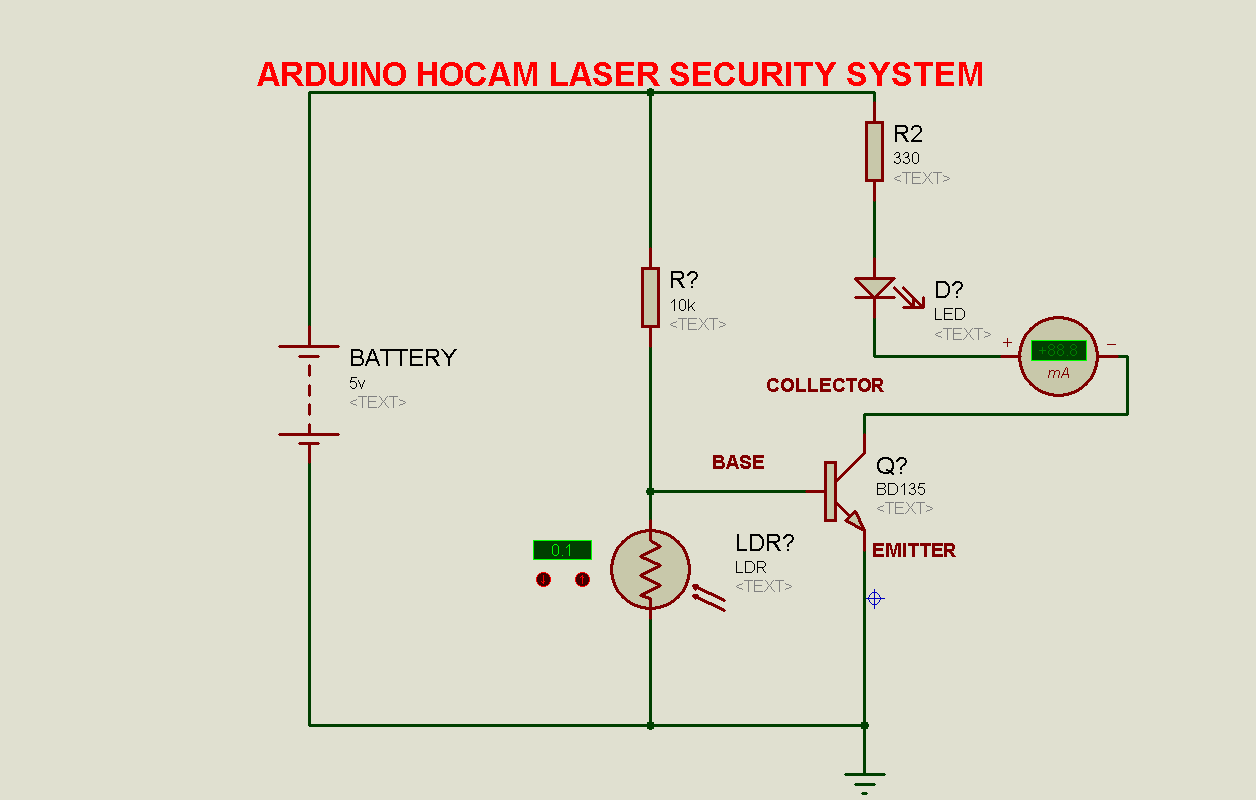 ARDUINO HOCAM LASER SECURITY SYSTEM
R2
330
<TEXT>
R?
10k
<TEXT>
D?
LED
<TEXT>
+88.8
mA
+
−
BATTERY
5v
<TEXT>
COLLECTOR
BASE
Q?
BD135
<TEXT>
EMITTER
0.1
LDR?
LDR
<TEXT>